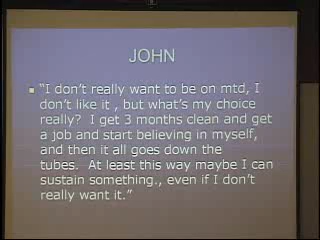 JOHN
"I don't really want to be on mtd, I
don't like it , but what's my choice
really?  I get 3 months clean and get
a job and start believing in myself,
and then it all goes down the
tubes.  At least this way maybe I can
sustain something., even if I don't
really want it."